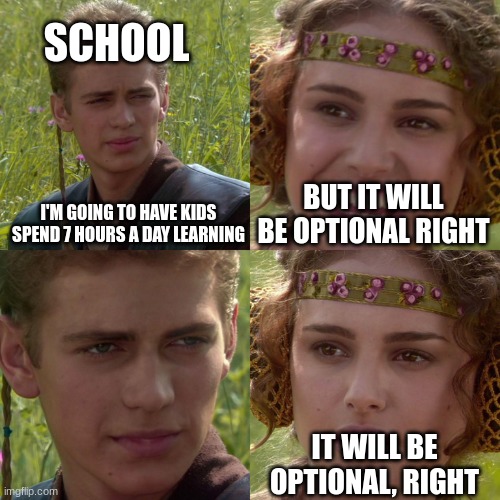 SCHOOL
I'M GOING TO HAVE KIDS
SPEND 7 HOURS A DAY LEARNING
BUT IT WILL
BE OPTIONAL RIGHT
IT WILL BE
OPTIONAL, RIGHT
imgflip.com